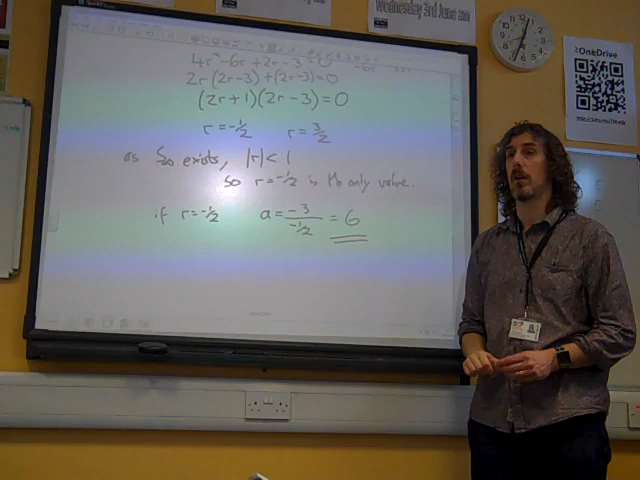 Wednesday 3rd June am
OneDrive
4r² - 6r + 2r - 3 = 0
2r(2r-3) + (2r-3) = 0
(2r+1)(2r-3) = 0
r = -1/2 r = 3/2
as S∞ exists, |r| < 1
so r = -1/2 is the only value.
if r = -1/2 a = -3/-1/2 = 6